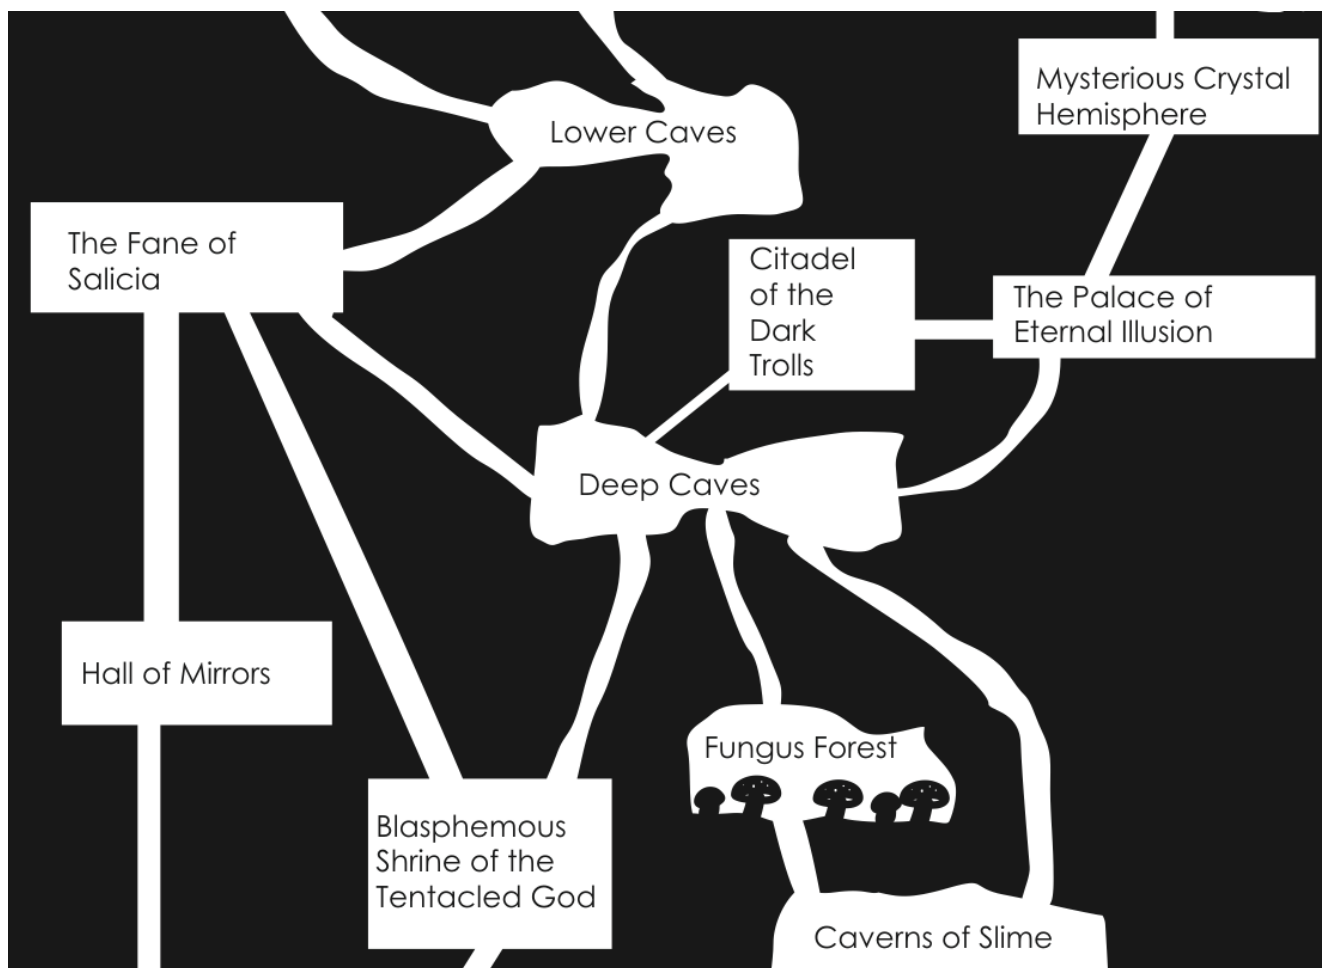 Mysterious Crystal
Hemisphere
Lower Caves
The Fane of
Salicia
Citadel
of the
Dark
Trolls
The Palace of
Eternal Illusion
Deep Caves
Hall of Mirrors
Fungus Forest
Blasphemous
Shrine of the
Tentacled God
Caverns of Slime